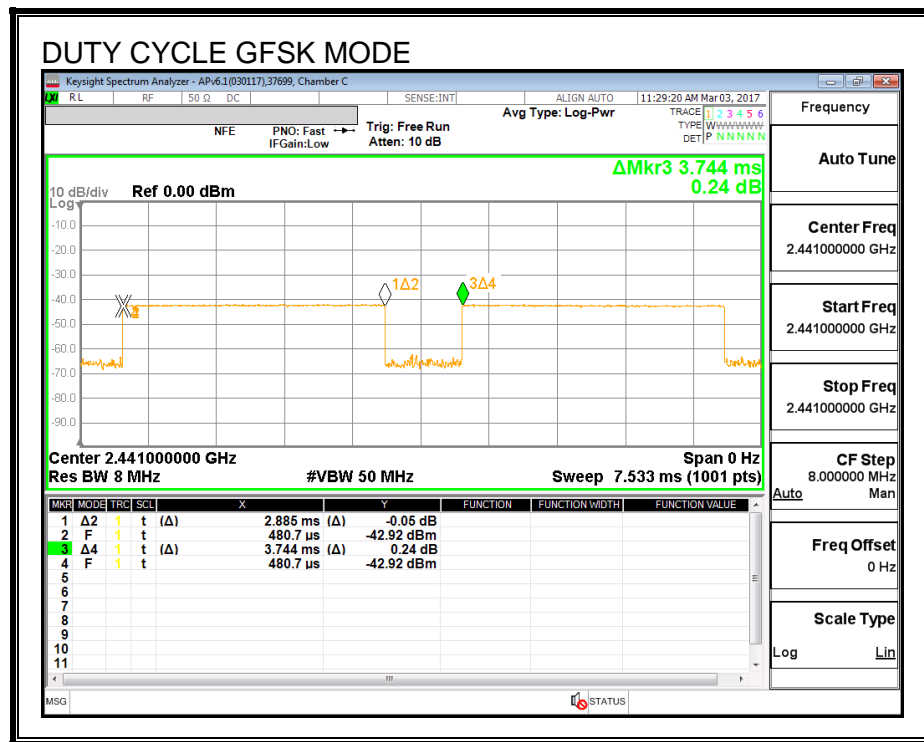 DUTY CYCLE GFSK MODE
Keysight Spectrum Analyzer - APv6.1(030117),37699, Chamber C
LXI RL RF 50 Ω DC SENSE:INT ALIGN AUTO 11:29:20 AM Mar 03, 2017
NFE PNO: Fast IFGain:Low Trig: Free Run Atten: 10 dB Avg Type: Log-Pwr
TRACE 1 2 3 4 5 6
TYPE WWWWWWW
DET P N N N N N
ΔMkr3 3.744 ms
0.24 dB
10 dB/div Ref 0.00 dBm
Log
-10.0
-20.0
-30.0
-40.0
-50.0
-60.0
-70.0
-80.0
-90.0
1Δ2 3Δ4
2
Center 2.441000000 GHz Span 0 Hz
Res BW 8 MHz #VBW 50 MHz Sweep 7.533 ms (1001 pts)
MKR MODE TRC SCL X Y FUNCTION FUNCTION WIDTH FUNCTION VALUE
1 Δ2 1 t (Δ) 2.885 ms (Δ) -0.05 dB
2 F 1 t 480.7 µs -42.92 dBm
3 Δ4 1 t (Δ) 3.744 ms (Δ) 0.24 dB
4 F 1 t 480.7 µs -42.92 dBm
5
6
7
8
9
10
11
MSG STATUS
Frequency
Auto Tune
Center Freq
2.441000000 GHz
Start Freq
2.441000000 GHz
Stop Freq
2.441000000 GHz
CF Step
8.000000 MHz
Auto Man
Freq Offset
0 Hz
Scale Type
Log Lin